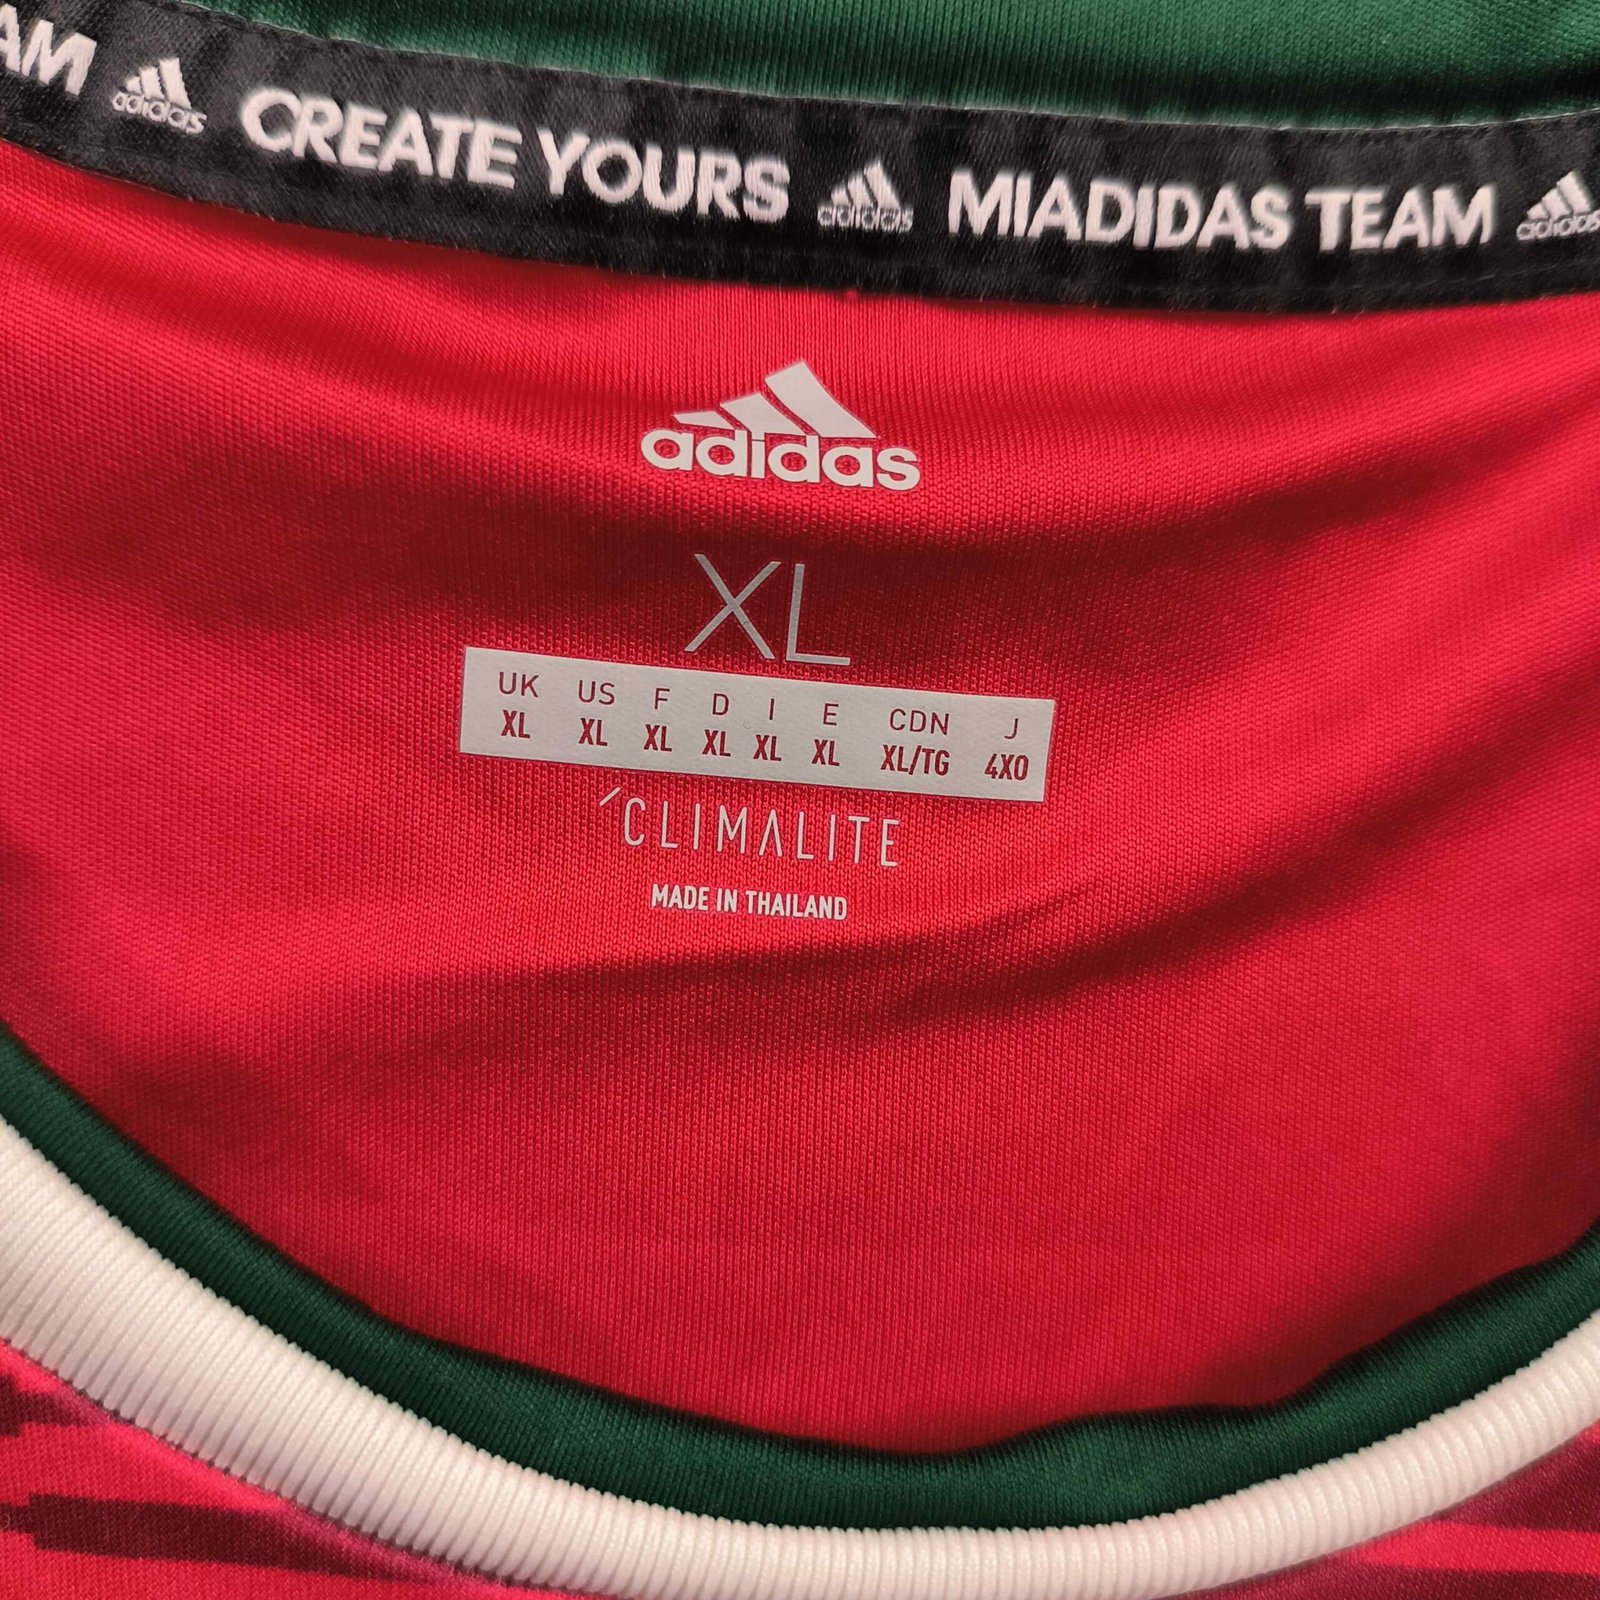 AM adidas CREATE YOURS adidas MIADIDAS TEAM adidas
adidas
XL
UK US F D I E CDN J
XL XL XL XL XL XL XL/TG 4XO
CLIMALITE
MADE IN THAILAND